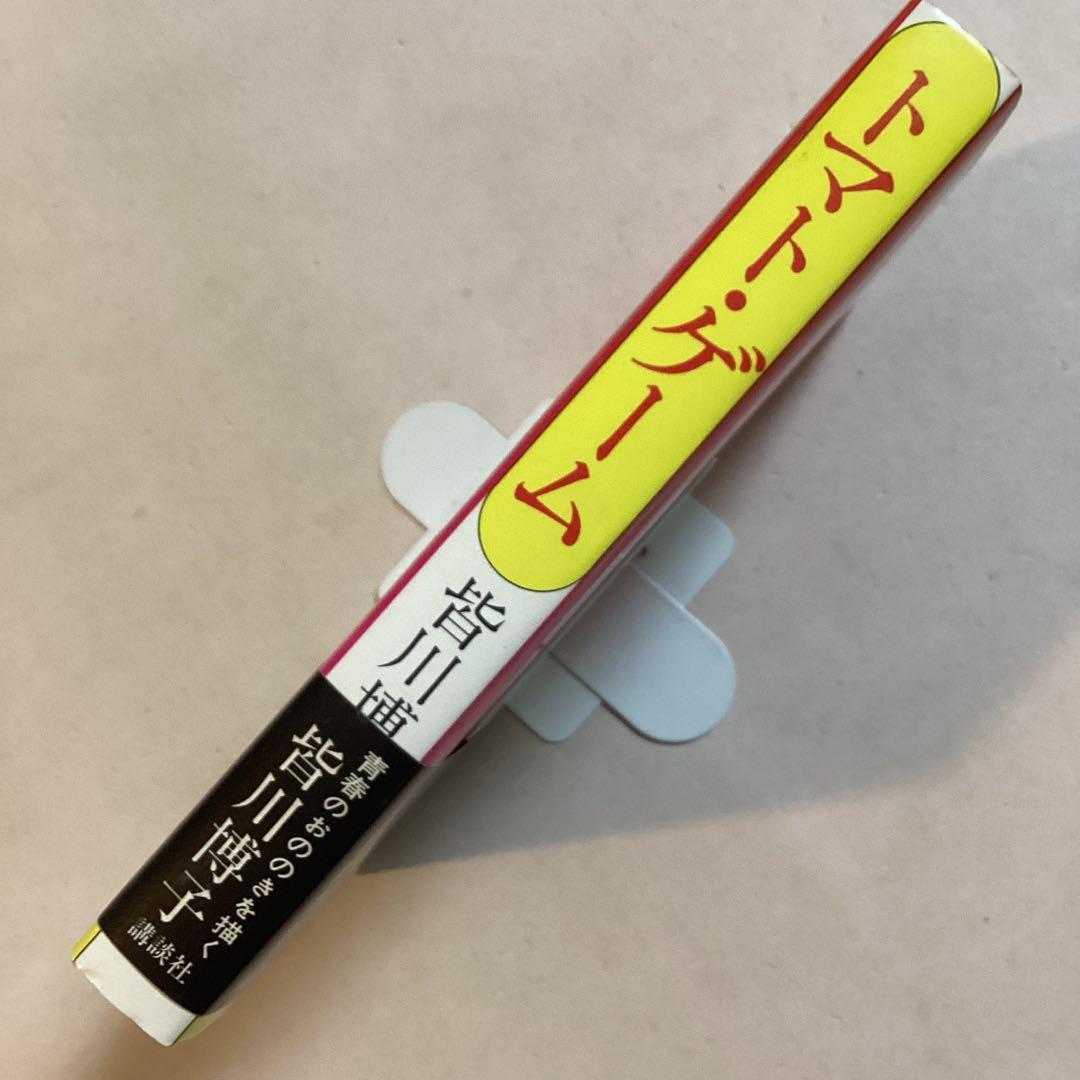 トマト・ゲーム
皆川博
青春のおののきを描く
皆川博子
講談社